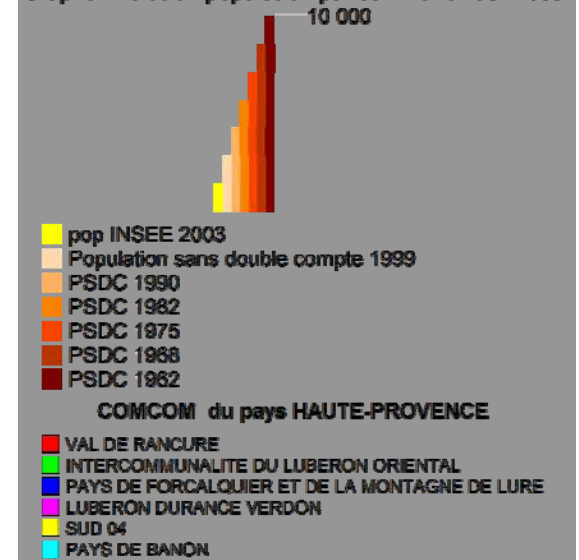 10 000
pop INSEE 2003
Population sans double compte 1999
PSDC 1990
PSDC 1982
PSDC 1975
PSDC 1968
PSDC 1962
COMCOM du pays HAUTE-PROVENCE
VAL DE RANCURE
INTERCOMMUNALITE DU LUBERON ORIENTAL
PAYS DE FORCALQUIER ET DE LA MONTAGNE DE LURE
LUBERON DURANCE VERDON
SUD 04
PAYS DE BANON